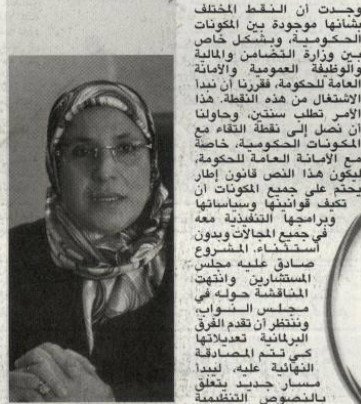 وجدت أن النقط المختلف
بشأنها موجودة بين المكونات
الحكومية، وبشكل خاص
بين وزارة التضامن والمالية
والوظيفة العمومية والأمانة
العامة للحكومة، فقررنا أن نبدأ
الاشتغال من هذه النقطة. هذا
الأمر تطلب سنتين، وحاولنا
أن نصل إلى نقطة التقاء مع
المكونات الحكومية، خاصة
مع الأمانة العامة للحكومة،
ليكون هذا النص قانون إطار
يحتم على جميع المكونات أن
تكيف قوانينها وسياساتها
وبرامجها التنفيذية معه
في جميع المجالات وبدون
استثناء. المشروع
صادق عليه مجلس
المستشارين وانتهت
المناقشة حوله في
مجلس النواب،
وننتظر أن تقدم الفرق
البرلمانية تعديلاتها
كي تتم المصادقة
النهائية عليه، ليبدأ
مسار جديد يتعلق
بالنصوص التنظيمية